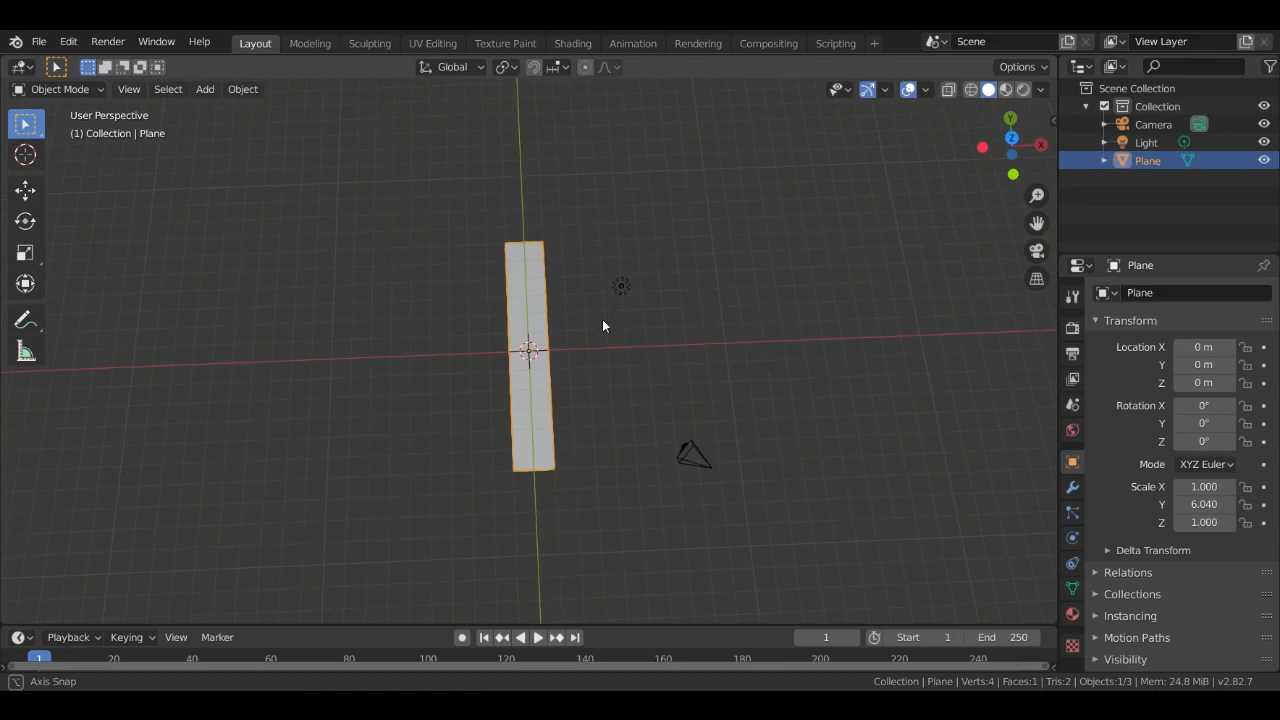 File Edit Render Window Help Layout Modeling Sculpting UV Editing Texture Paint Shading Animation Rendering Compositing Scripting + Scene View Layer
Global Options
Object Mode View Select Add Object
User Perspective
(1) Collection | Plane
Y
Z
X
Scene Collection
Collection
Camera
Light
Plane
Plane
Plane
Transform
Location X 0 m
Y 0 m
Z 0 m
Rotation X 0°
Y 0°
Z 0°
Mode XYZ Euler
Scale X 1.000
Y 6.040
Z 1.000
Delta Transform
Relations
Collections
Instancing
Motion Paths
Visibility
Playback Keying View Marker 1 Start 1 End 250
1 20 40 60 80 100 120 140 160 180 200 220 240
Axis Snap
Collection | Plane | Verts:4 | Faces:1 | Tris:2 | Objects:1/3 | Mem: 24.8 MiB | v2.82.7